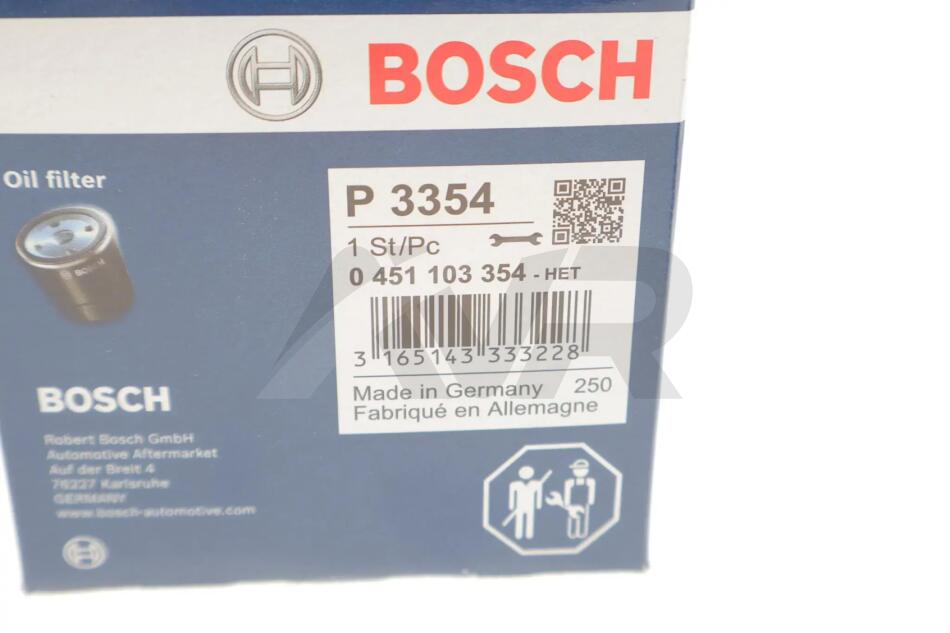 BOSCH
Oil filter
P 3354
1 St/Pc
0 451 103 354 - HET
3 165143 333228
Made in Germany 250
Fabriqué en Allemagne
BOSCH
BOSCH
Robert Bosch GmbH
Automotive Aftermarket
Auf der Breit 4
76227 Karlsruhe
GERMANY
www.bosch-automotive.com
AVR